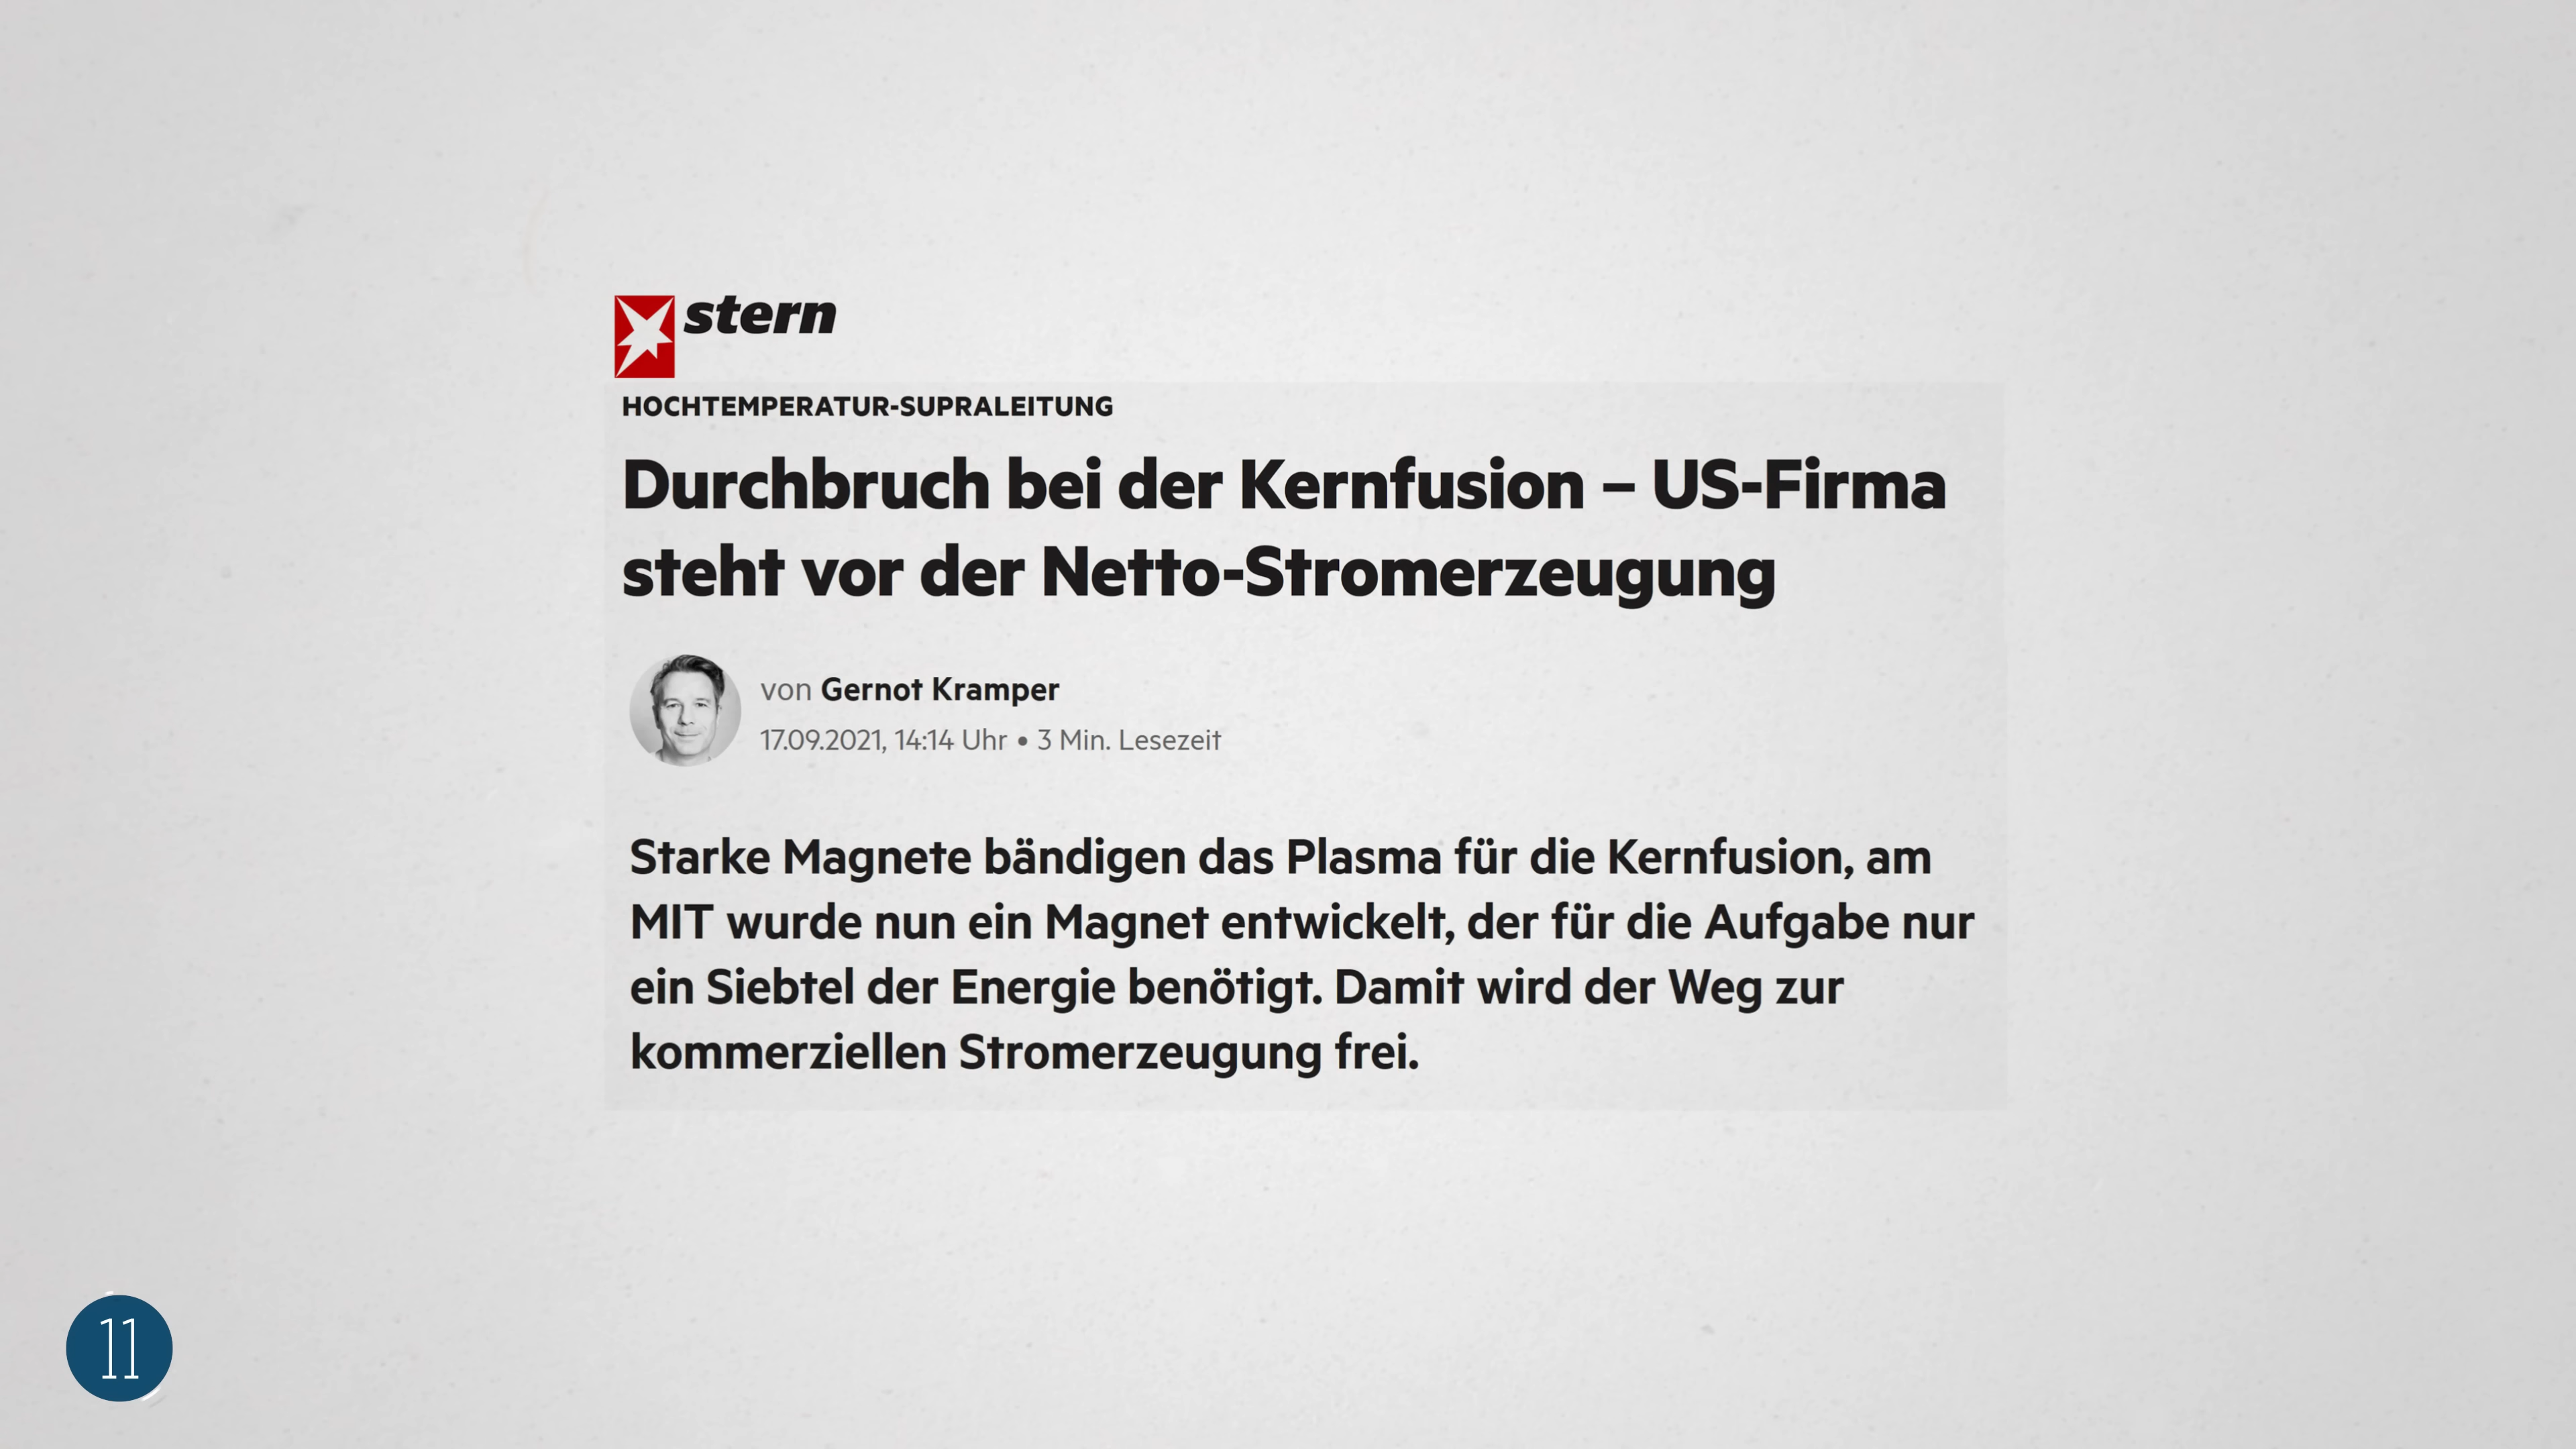 stern
HOCHTEMPERATUR-SUPRALEITUNG
Durchbruch bei der Kernfusion – US-Firma
steht vor der Netto-Stromerzeugung
von Gernot Kramper
17.09.2021, 14:14 Uhr • 3 Min. Lesezeit
Starke Magnete bändigen das Plasma für die Kernfusion, am
MIT wurde nun ein Magnet entwickelt, der für die Aufgabe nur
ein Siebtel der Energie benötigt. Damit wird der Weg zur
kommerziellen Stromerzeugung frei.
11